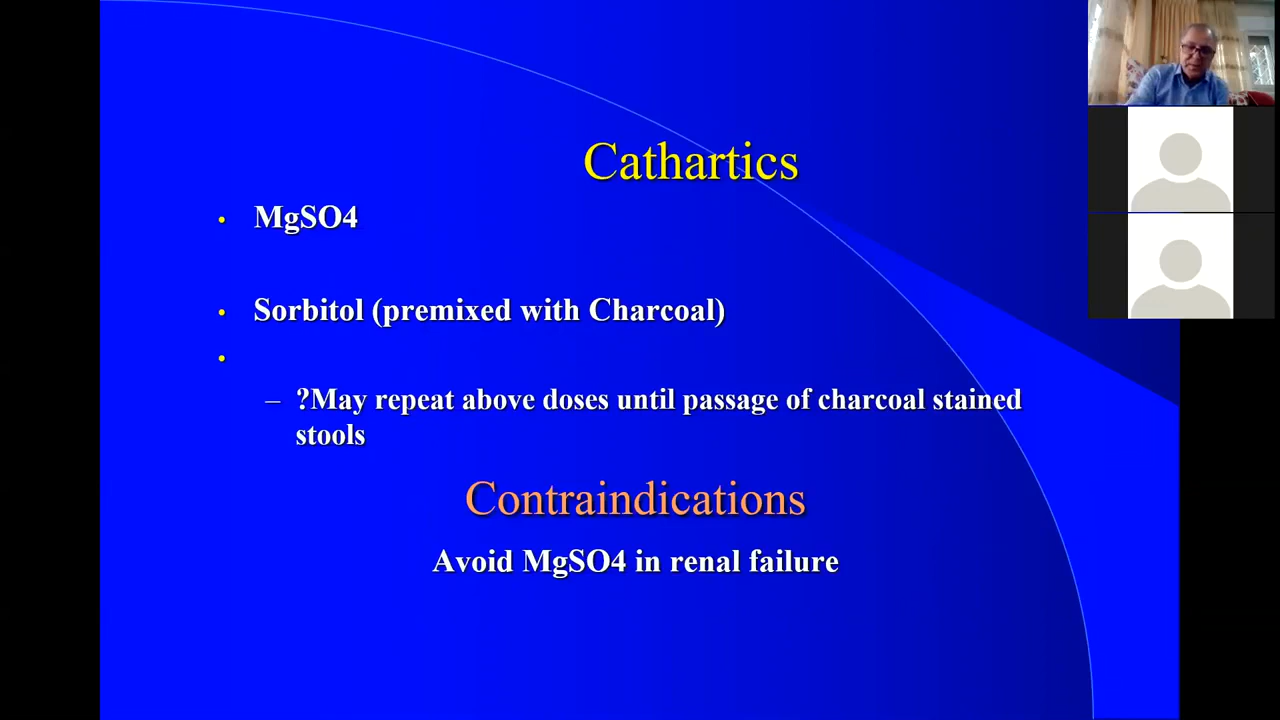 Cathartics
• MgSO4
• Sorbitol (premixed with Charcoal)
•
– ?May repeat above doses until passage of charcoal stained
stools
Contraindications
Avoid MgSO4 in renal failure